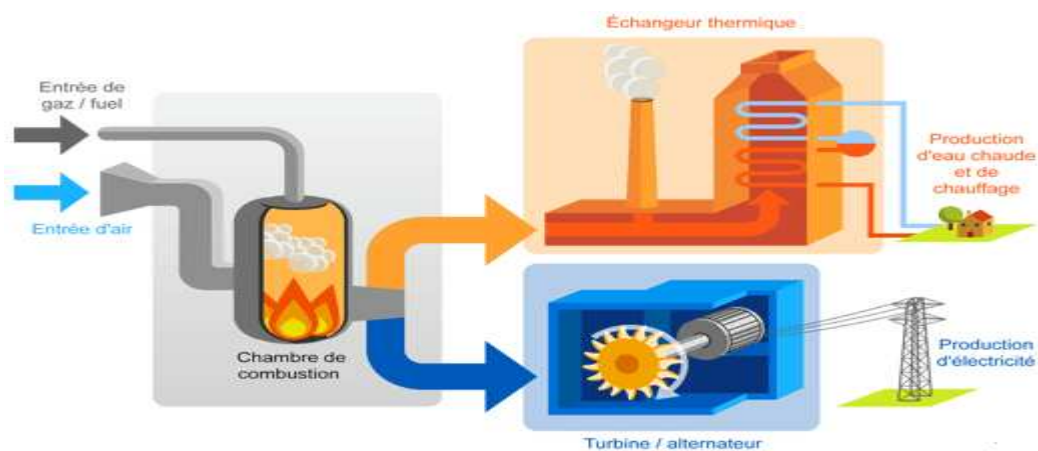 Échangeur thermique
Entrée de
gaz / fuel
Entrée d'air
Chambre de
combustion
Production
d'eau chaude
et de
chauffage
Production
d'électricité
Turbine / alternateur